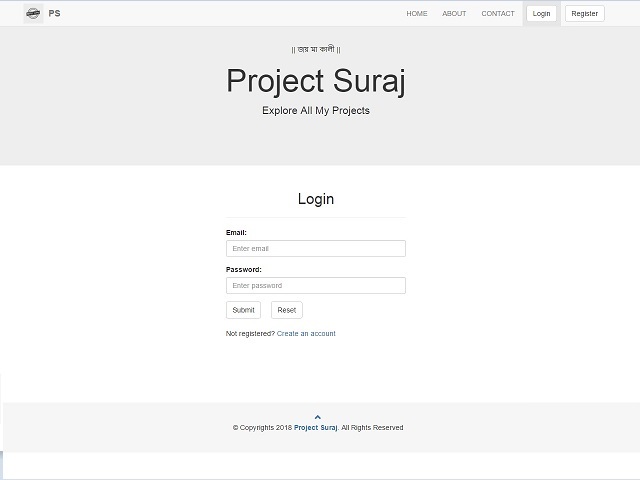 PS HOME ABOUT CONTACT Login Register
|| জয় মা কালী ||
Project Suraj
Explore All My Projects
Login
Email:
Enter email
Password:
Enter password
Submit Reset
Not registered? Create an account
© Copyrights 2018 Project Suraj. All Rights Reserved